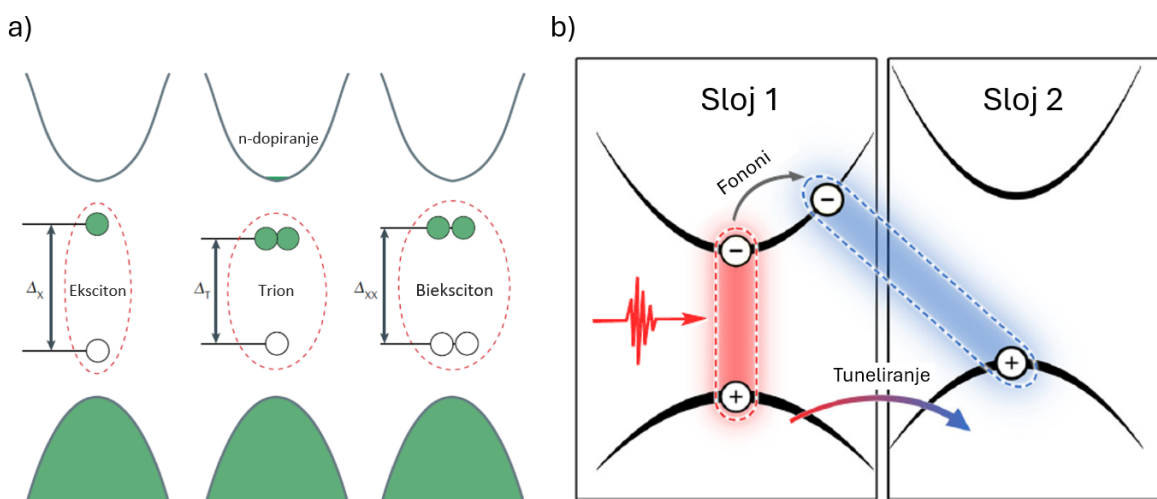 a)
n-dopiranje
Δ_X
Eksciton
Δ_T
Trion
Δ_XX
Bieksciton
b)
Sloj 1
Sloj 2
Fononi
−
−
+
+
Tuneliranje